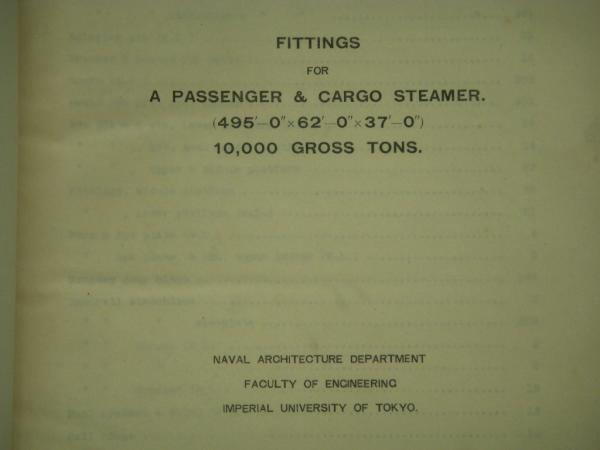 FITTINGS
FOR
A PASSENGER & CARGO STEAMER.
(495'-0"×62'-0"×37'-0")
10,000 GROSS TONS.
NAVAL ARCHITECTURE DEPARTMENT
FACULTY OF ENGINEERING
IMPERIAL UNIVERSITY OF TOKYO.